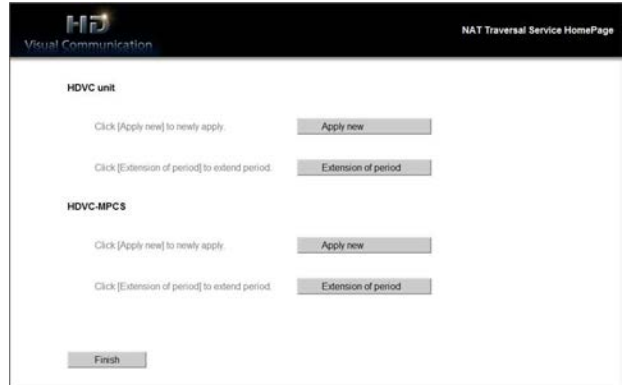 HD
Visual Communication
NAT Traversal Service HomePage
HDVC unit
Click [Apply new] to newly apply.
Apply new
Click [Extension of period] to extend period.
Extension of period
HDVC-MPCS
Click [Apply new] to newly apply.
Apply new
Click [Extension of period] to extend period.
Extension of period
Finish